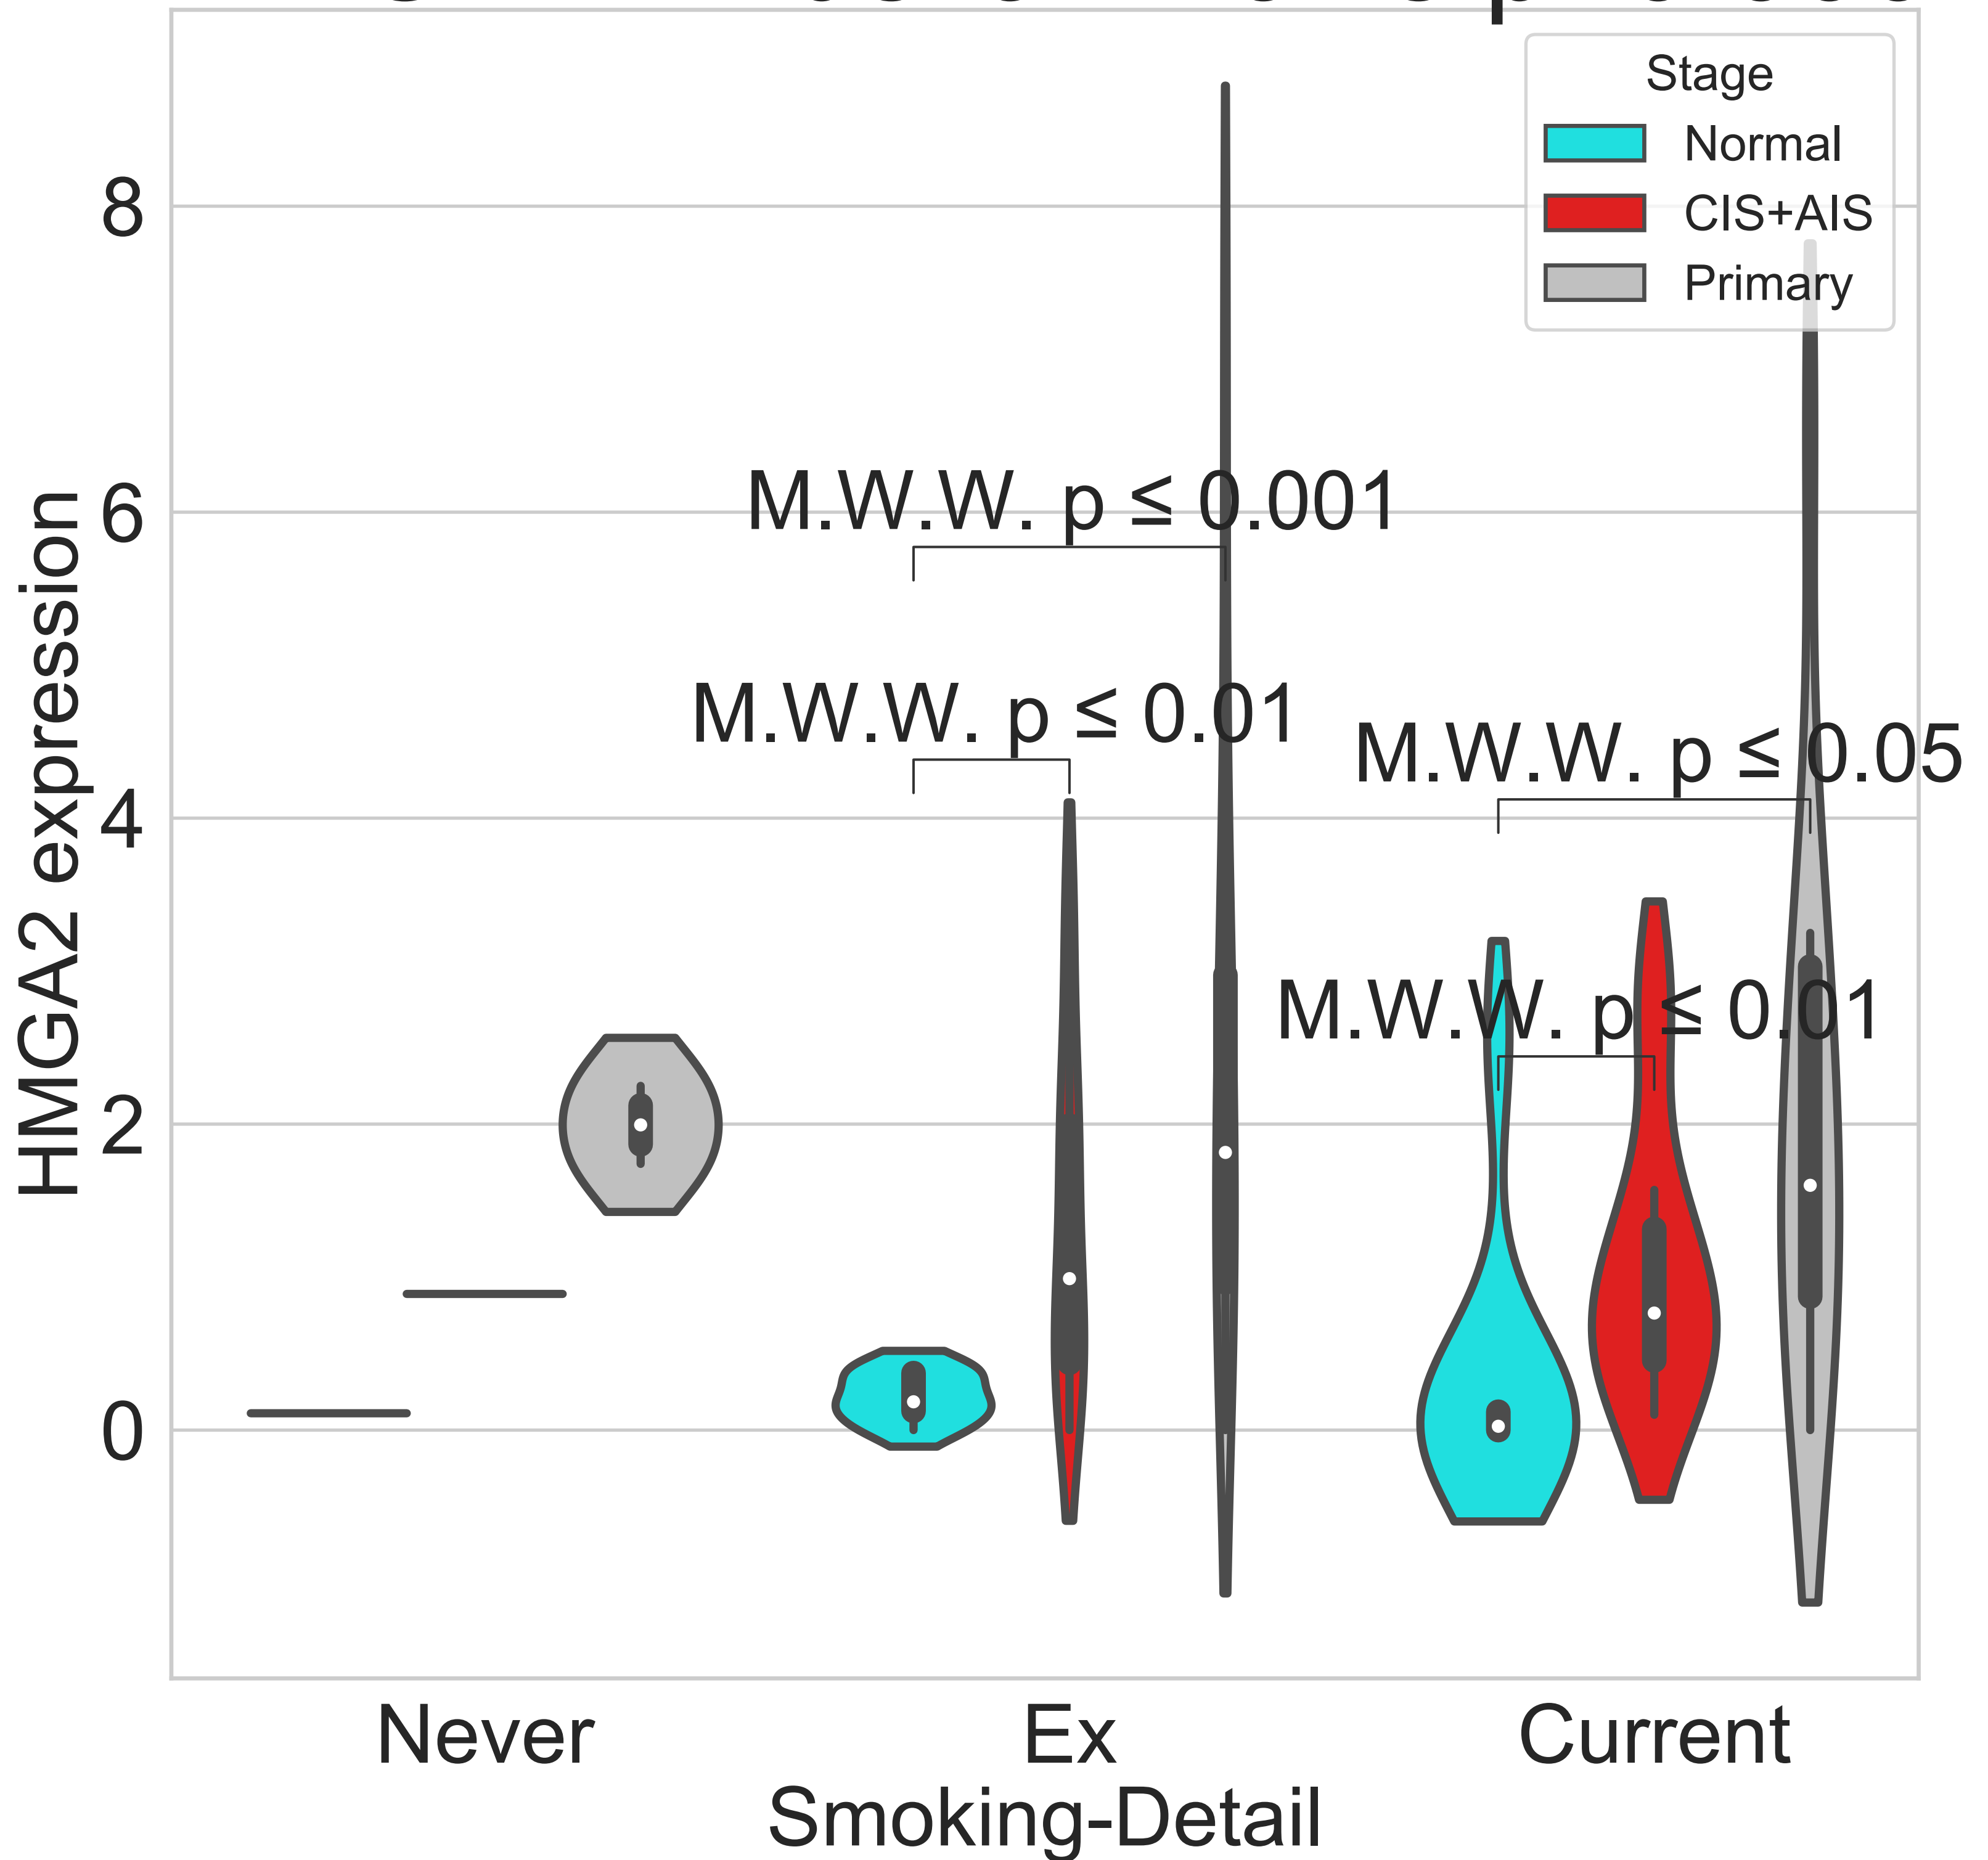 Stage
Normal
CIS+AIS
Primary
8
6
4
2
0
HMGA2 expression
M.W.W. p ≤ 0.001
M.W.W. p ≤ 0.01
M.W.W. p ≤ 0.05
M.W.W. p ≤ 0.01
Never
Ex
Current
Smoking-Detail